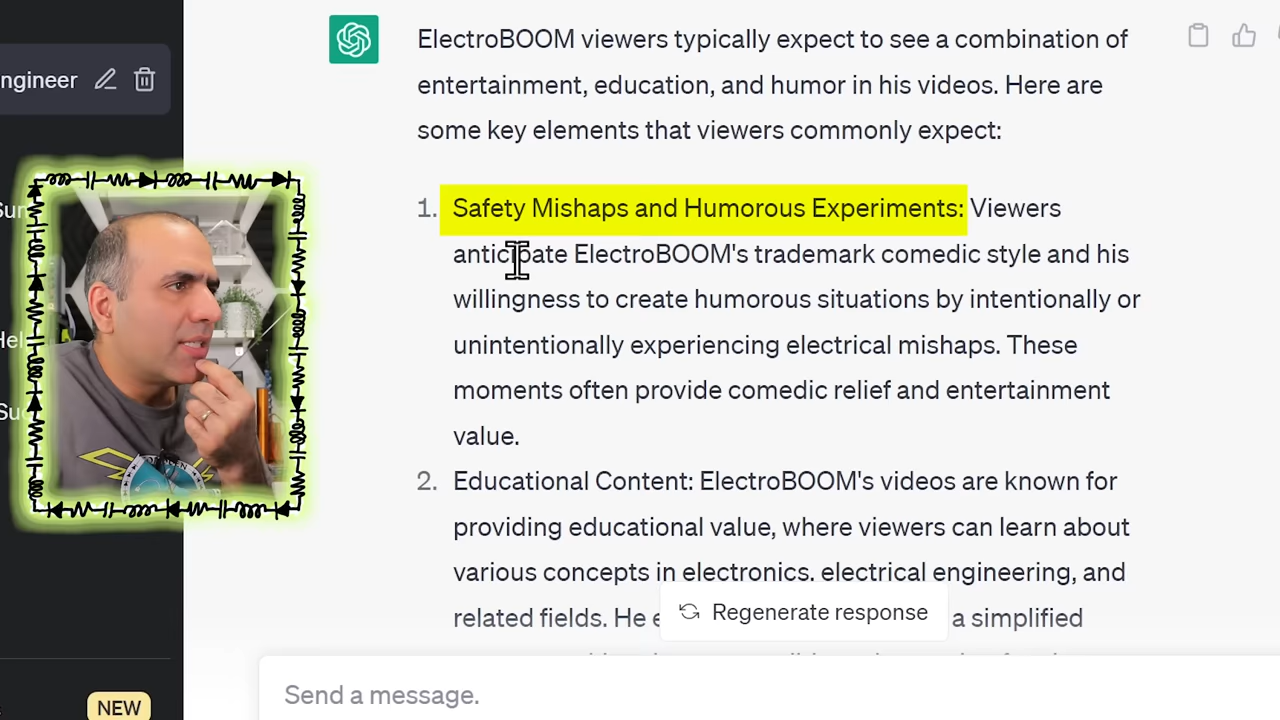 ngineer
ElectroBOOM viewers typically expect to see a combination of
entertainment, education, and humor in his videos. Here are
some key elements that viewers commonly expect:
1. Safety Mishaps and Humorous Experiments: Viewers
anticipate ElectroBOOM's trademark comedic style and his
willingness to create humorous situations by intentionally or
unintentionally experiencing electrical mishaps. These
moments often provide comedic relief and entertainment
value.
2. Educational Content: ElectroBOOM's videos are known for
providing educational value, where viewers can learn about
various concepts in electronics, electrical engineering, and
related fields. He
a simplified
Regenerate response
Send a message.
NEW